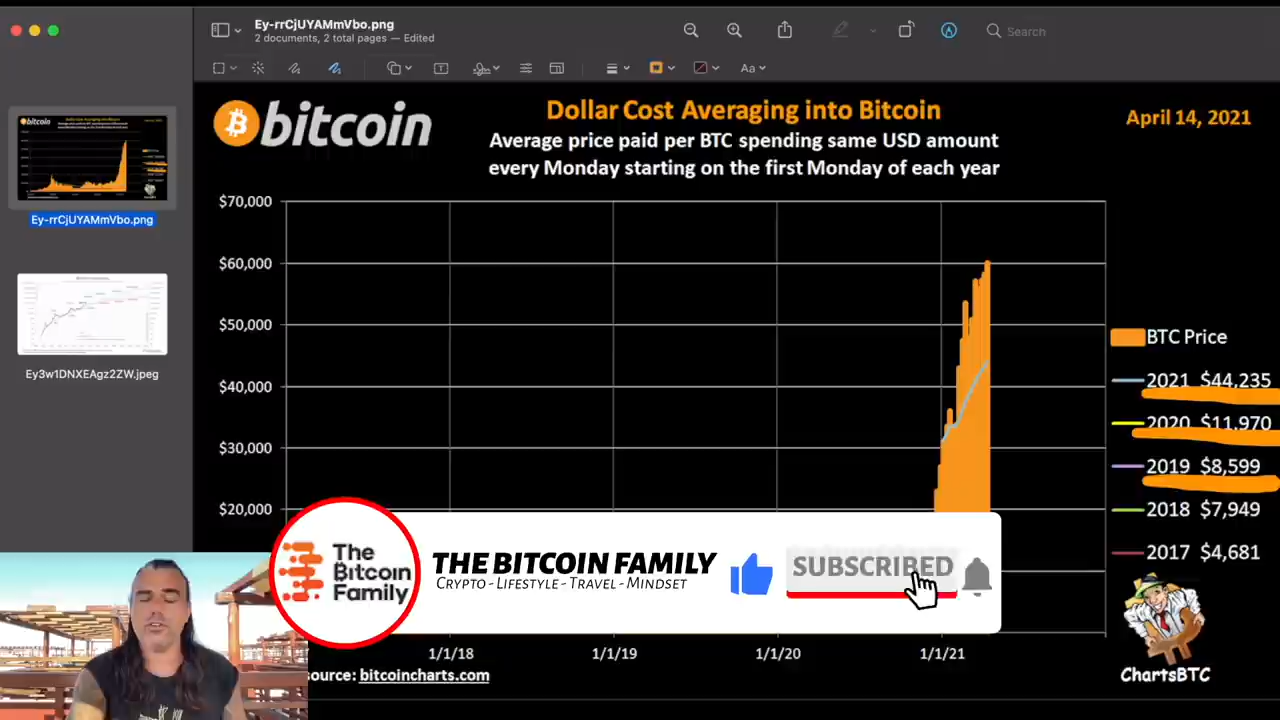 Ey-rrCjUYAMmVbo.png
2 documents, 2 total pages — Edited
Search
Aa
Ey-rrCjUYAMmVbo.png
Ey3w1DNXEAgz2ZW.jpeg
bitcoin
Dollar Cost Averaging into Bitcoin
April 14, 2021
Average price paid per BTC spending same USD amount
every Monday starting on the first Monday of each year
$70,000
$60,000
$50,000
$40,000
$30,000
$20,000
BTC Price
2021 $44,235
2020 $11,970
2019 $8,599
2018 $7,949
2017 $4,681
The
Bitcoin
Family
THE BITCOIN FAMILY
CRYPTO - LIFESTYLE - TRAVEL - MINDSET
SUBSCRIBED
1/1/18
1/1/19
1/1/20
1/1/21
source: bitcoincharts.com
ChartsBTC